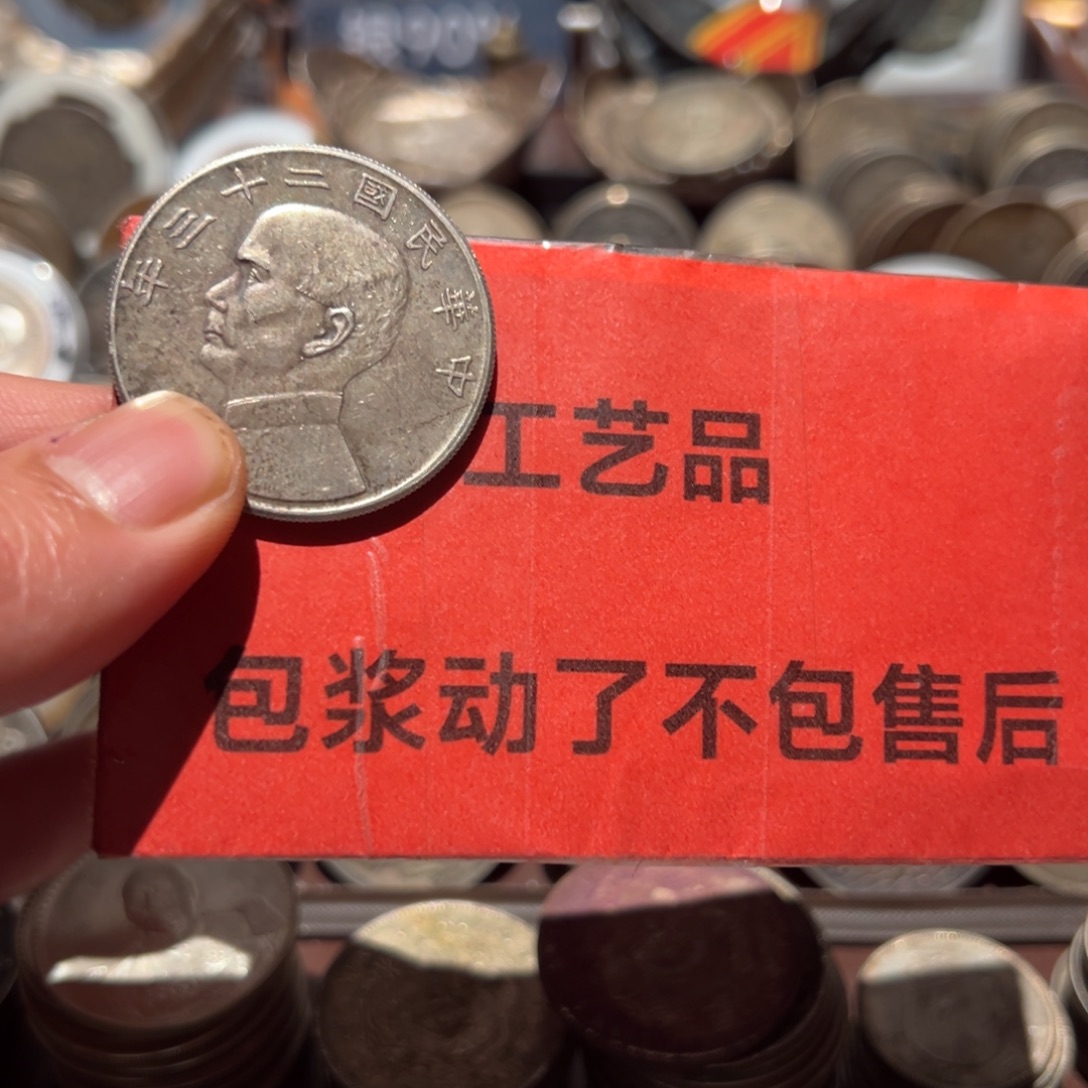 年三十二國民華中
工艺品
包浆动了不包售后